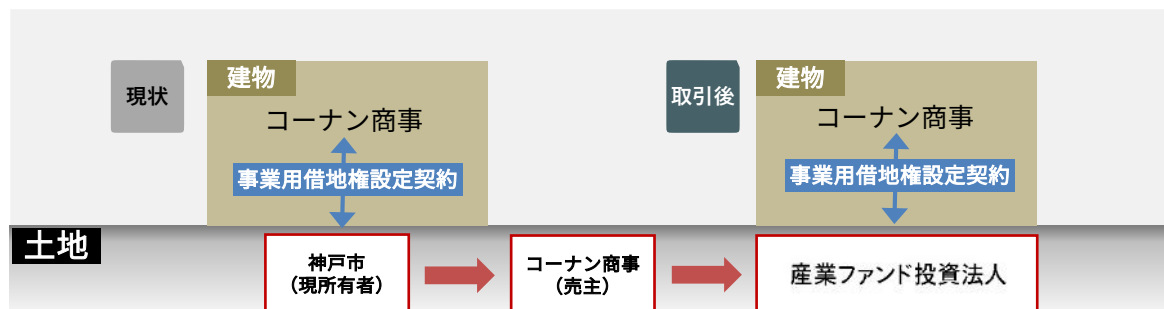 現状
建物
コーナン商事
事業用借地権設定契約
取引後
建物
コーナン商事
事業用借地権設定契約
土地
神戸市
（現所有者）
コーナン商事
（売主）
産業ファンド投資法人